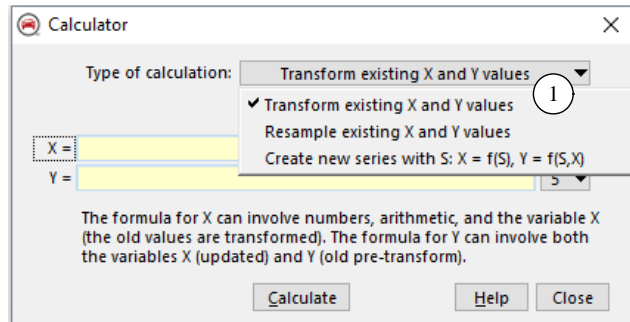 Calculator
Type of calculation: Transform existing X and Y values
1
Transform existing X and Y values
Resample existing X and Y values
Create new series with S: X = f(S), Y = f(S,X)
X =
Y =
The formula for X can involve numbers, arithmetic, and the variable X
(the old values are transformed). The formula for Y can involve both
the variables X (updated) and Y (old pre-transform).
Calculate Help Close